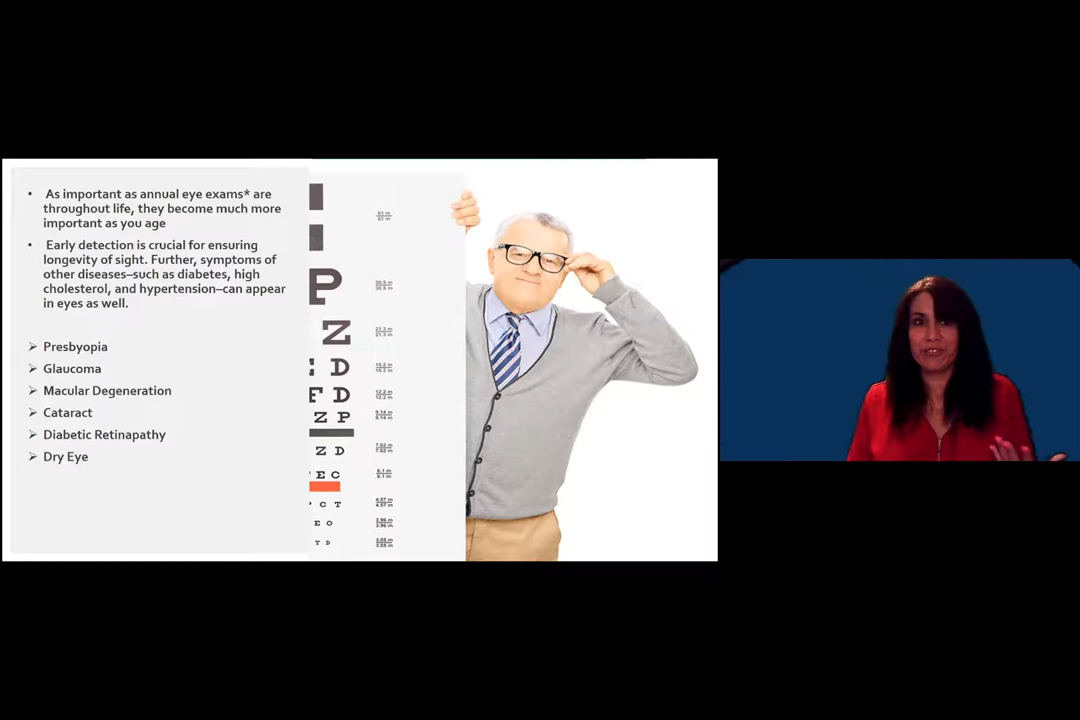 • As important as annual eye exams* are
throughout life, they become much more
important as you age
• Early detection is crucial for ensuring
longevity of sight. Further, symptoms of
other diseases–such as diabetes, high
cholesterol, and hypertension–can appear
in eyes as well.
➢ Presbyopia
➢ Glaucoma
➢ Macular Degeneration
➢ Cataract
➢ Diabetic Retinapathy
➢ Dry Eye
P
Z
D
F D
Z P
Z D
E C
C T
E O
T D